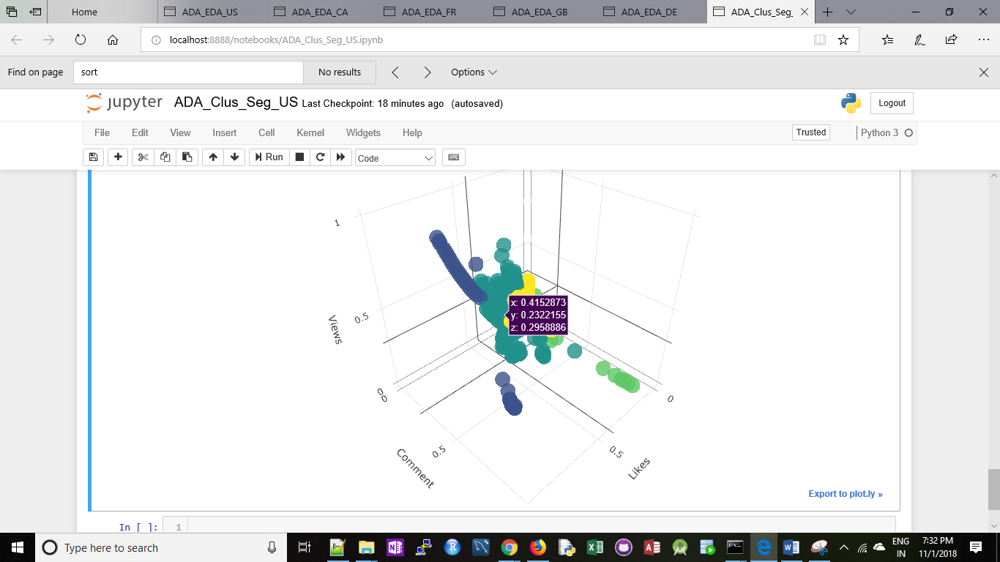 Home
ADA_EDA_US
ADA_EDA_CA
ADA_EDA_FR
ADA_EDA_GB
ADA_EDA_DE
ADA_Clus_Seg_
localhost:8888/notebooks/ADA_Clus_Seg_US.ipynb
Find on page
sort
No results
Options
jupyter
ADA_Clus_Seg_US Last Checkpoint: 18 minutes ago (autosaved)
Logout
File
Edit
View
Insert
Cell
Kernel
Widgets
Help
Trusted
Python 3
Run
Code
1
Views
0.5
x: 0.4152873
y: 0.2322155
z: 0.2958886
0
0
0
Comment
0.5
0.5
Likes
Export to plot.ly »
In [ ]:
1
Type here to search
ENG
IN
7:32 PM
11/1/2018